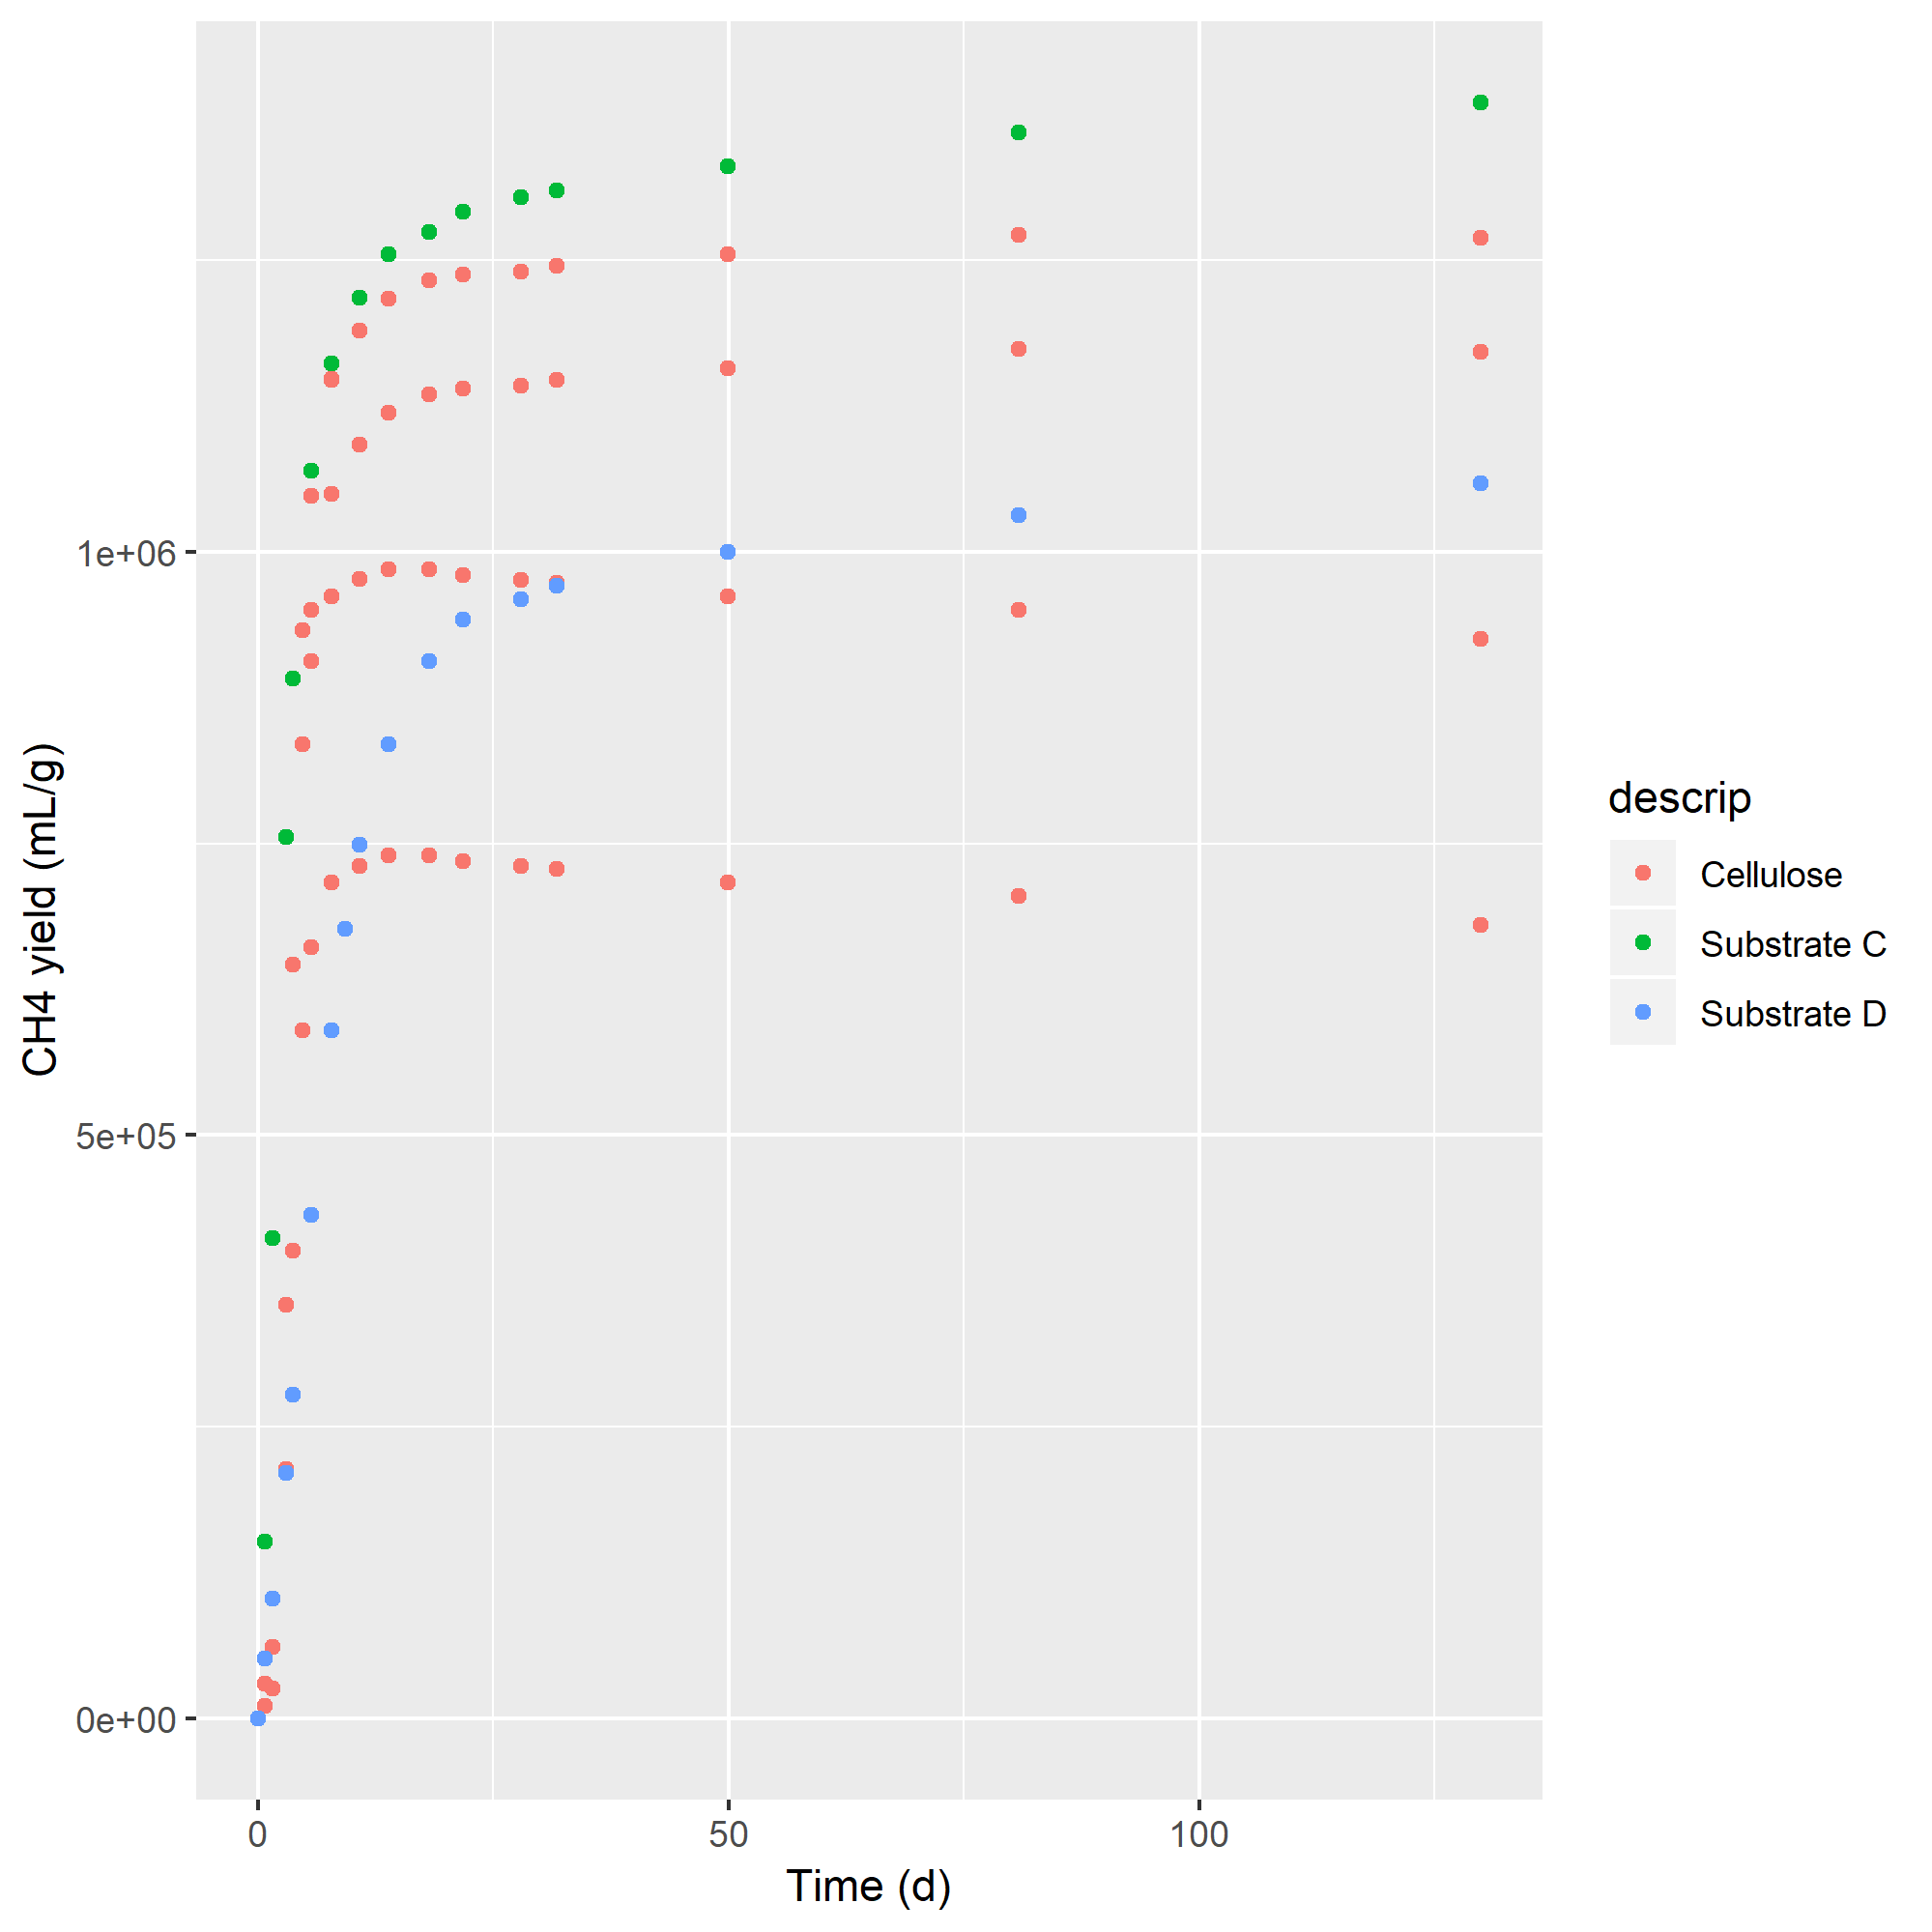 CH4 yield (mL/g)
1e+06
5e+05
0e+00
0
50
100
Time (d)
descrip
Cellulose
Substrate C
Substrate D